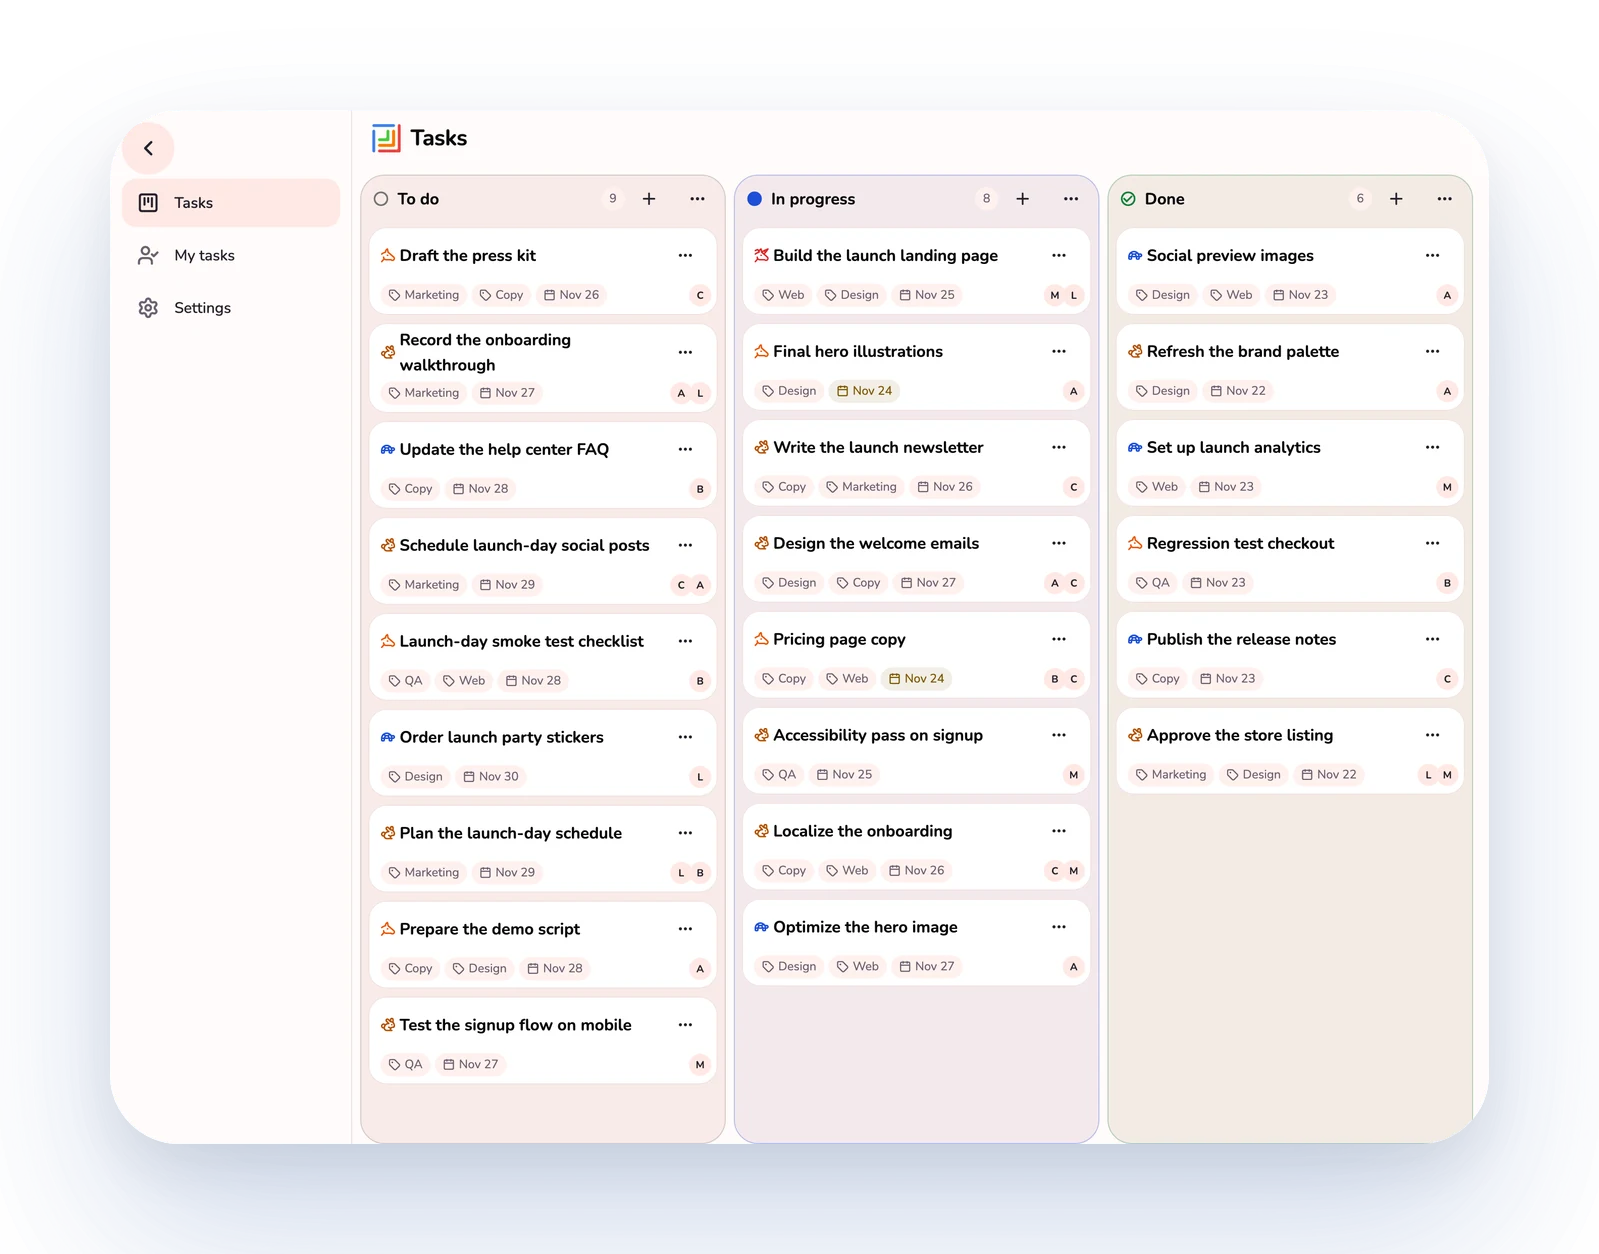 Tasks
Tasks
My tasks
Settings
To do 9
Draft the press kit
Marketing Copy Nov 26 C
Record the onboarding
walkthrough
Marketing Nov 27 A L
Update the help center FAQ
Copy Nov 28 B
Schedule launch-day social posts
Marketing Nov 29 C A
Launch-day smoke test checklist
QA Web Nov 28 B
Order launch party stickers
Design Nov 30 L
Plan the launch-day schedule
Marketing Nov 29 L B
Prepare the demo script
Copy Design Nov 28 A
Test the signup flow on mobile
QA Nov 27 M
In progress 8
Build the launch landing page
Web Design Nov 25 M L
Final hero illustrations
Design Nov 24 A
Write the launch newsletter
Copy Marketing Nov 26 C
Design the welcome emails
Design Copy Nov 27 A C
Pricing page copy
Copy Web Nov 24 B C
Accessibility pass on signup
QA Nov 25 M
Localize the onboarding
Copy Web Nov 26 C M
Optimize the hero image
Design Web Nov 27 A
Done 6
Social preview images
Design Web Nov 23 A
Refresh the brand palette
Design Nov 22 A
Set up launch analytics
Web Nov 23 M
Regression test checkout
QA Nov 23 B
Publish the release notes
Copy Nov 23 C
Approve the store listing
Marketing Design Nov 22 L M